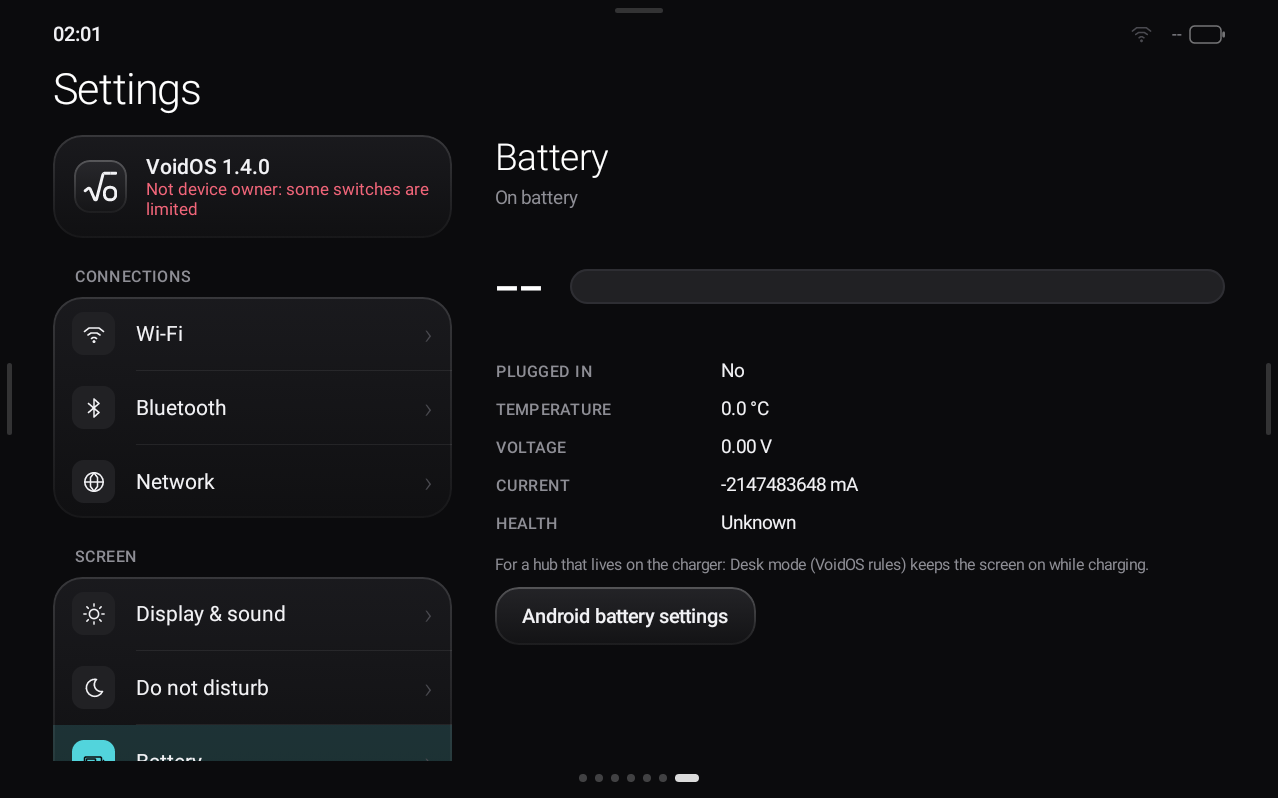 02:01
--
Settings
VoidOS 1.4.0
Not device owner: some switches are
limited
CONNECTIONS
Wi-Fi
Bluetooth
Network
SCREEN
Display & sound
Do not disturb
Battery
Battery
On battery
--
PLUGGED IN No
TEMPERATURE 0.0 °C
VOLTAGE 0.00 V
CURRENT -2147483648 mA
HEALTH Unknown
For a hub that lives on the charger: Desk mode (VoidOS rules) keeps the screen on while charging.
Android battery settings